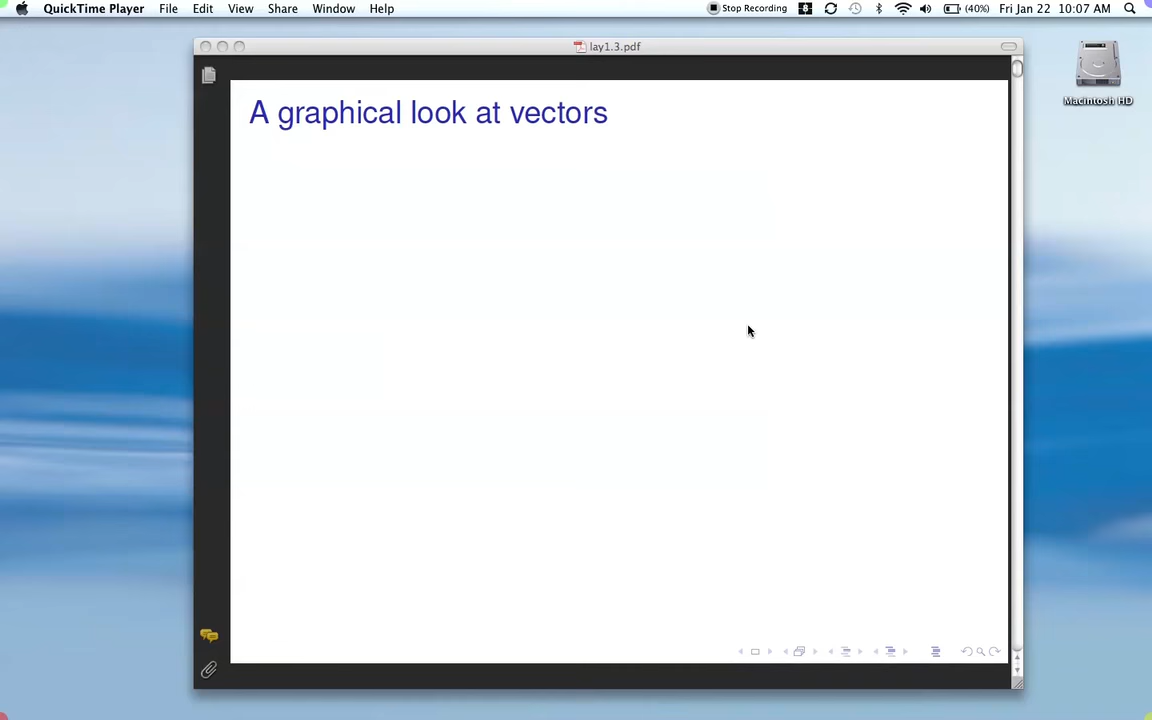 QuickTime Player File Edit View Share Window Help Stop Recording (40%) Fri Jan 22 10:07 AM
lay1.3.pdf
Macintosh HD
A graphical look at vectors